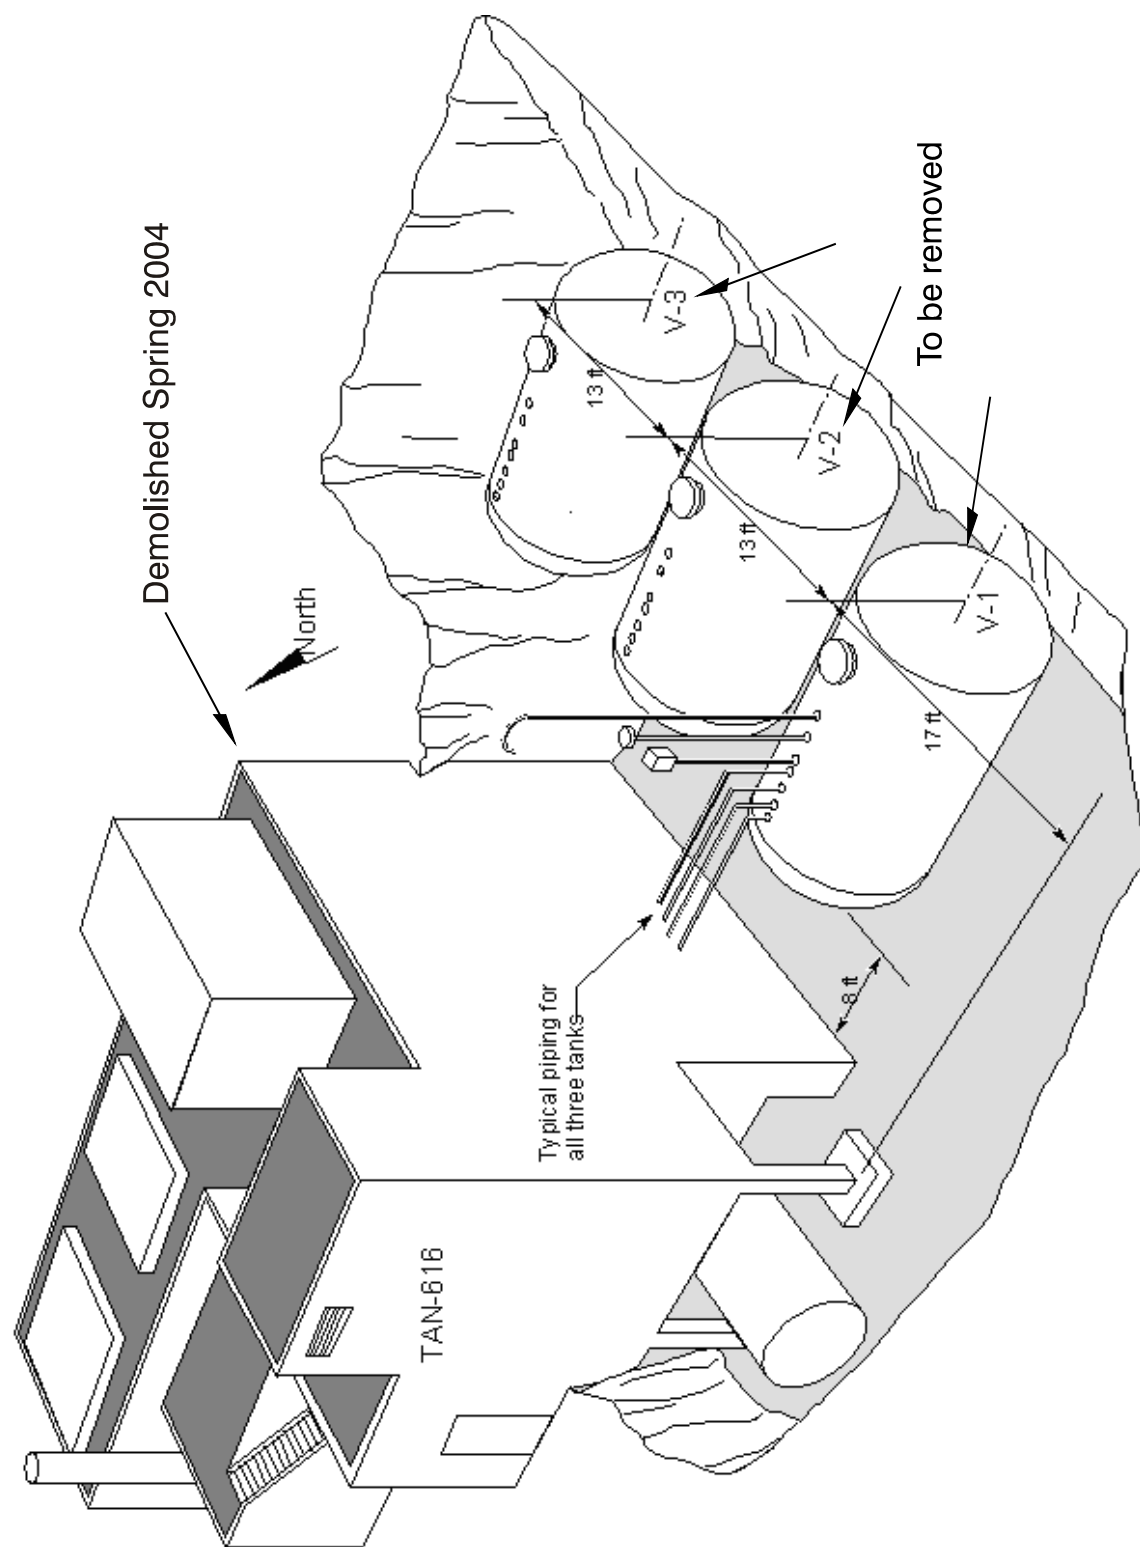 Demolished Spring 2004
North
To be removed
V-3
V-2
V-1
13 ft
13 ft
17 ft
8 ft
Typical piping for
all three tanks
TAN-616